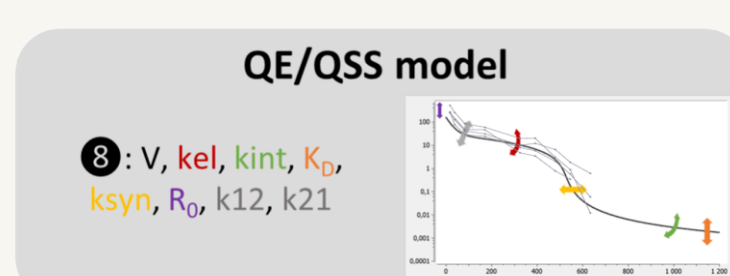 QE/QSS model
8: V, kel, kint, KD,
ksyn, R0, k12, k21
100
10
1
0,1
0,01
0,001
0,0001
0 200 400 600 800 1 000 1 200